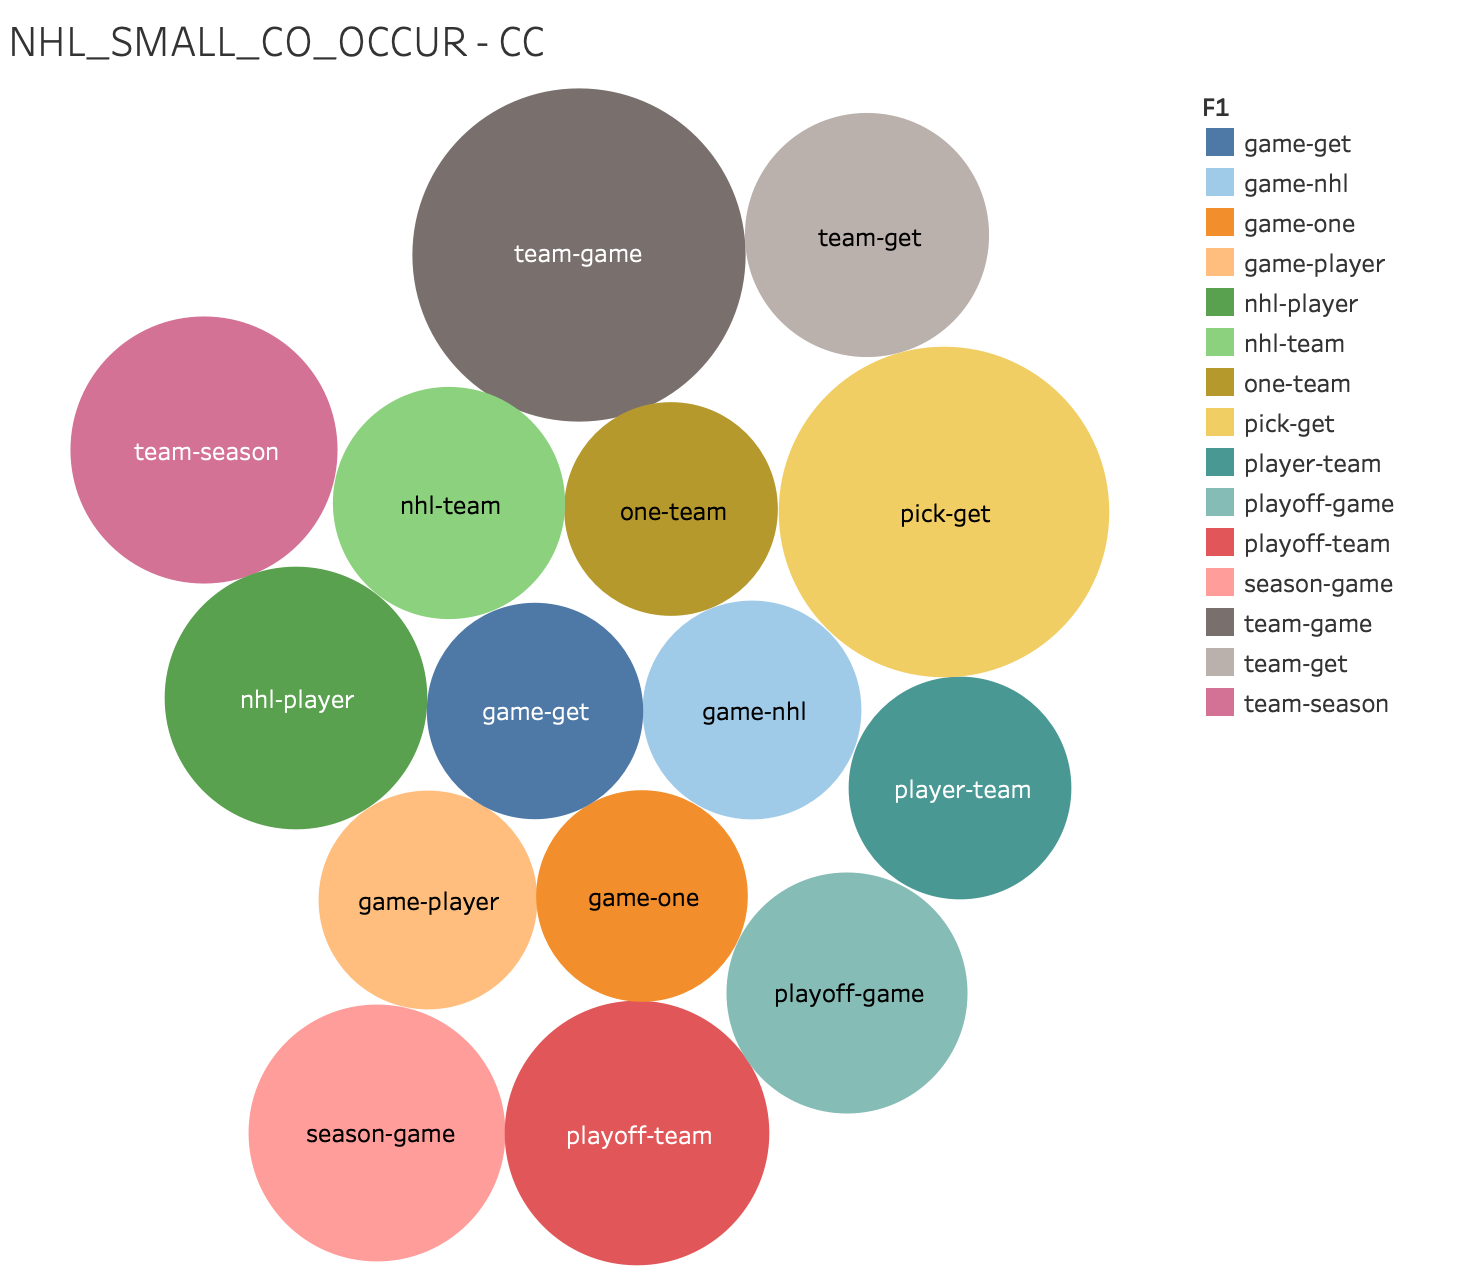 NHL_SMALL_CO_OCCUR - CC
team-game
team-get
team-season
nhl-team
one-team
pick-get
nhl-player
game-get
game-nhl
player-team
game-player
game-one
playoff-game
season-game
playoff-team
F1
game-get
game-nhl
game-one
game-player
nhl-player
nhl-team
one-team
pick-get
player-team
playoff-game
playoff-team
season-game
team-game
team-get
team-season